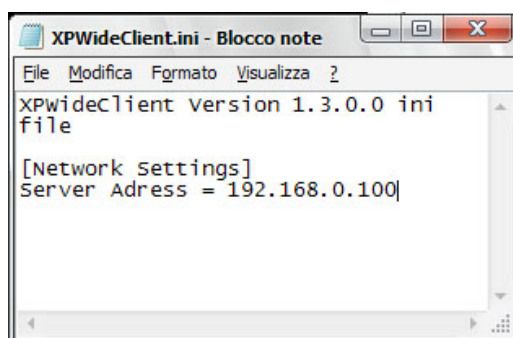 XPWideClient.ini - Blocco note
File Modifica Formato Visualizza ?
XPWideClient Version 1.3.0.0 ini
file
[Network Settings]
Server Adress = 192.168.0.100